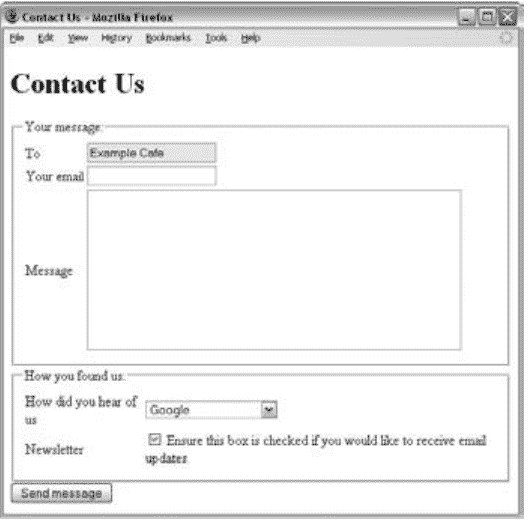 Contact Us - Mozilla Firefox
File Edit View History Bookmarks Tools Help
Contact Us
Your message:
To Example Cafe
Your email
Message
How you found us:
How did you hear of
us
Google
Newsletter
Ensure this box is checked if you would like to receive email
updates
Send message